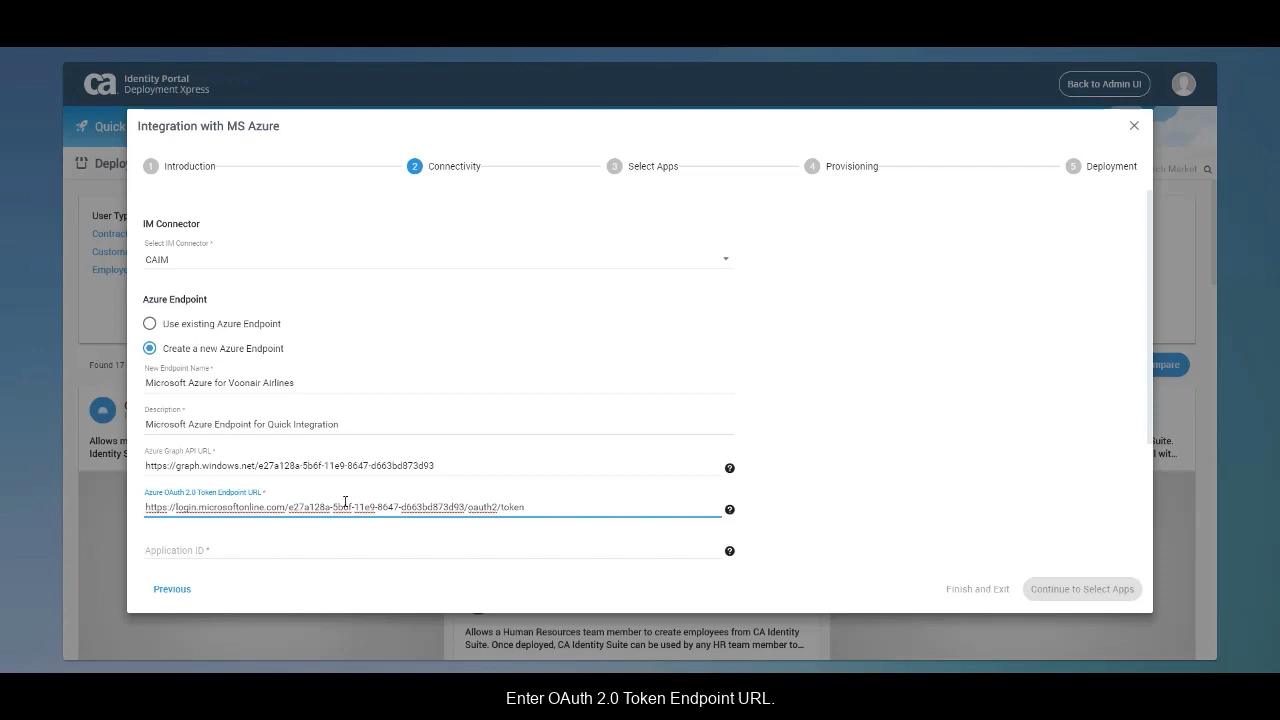 ca Identity Portal
Deployment Xpress
Back to Admin UI
Quick
Integration with MS Azure
1 Introduction
2 Connectivity
3 Select Apps
4 Provisioning
5 Deployment
Deploy
ch Market
User Typ
Contrac
Custom
Employe
IM Connector
Select IM Connector *
CAIM
Azure Endpoint
Use existing Azure Endpoint
Create a new Azure Endpoint
New Endpoint Name *
Microsoft Azure for Voonair Airlines
Found 17
mpare
Description *
Microsoft Azure Endpoint for Quick Integration
Azure Graph API URL *
https://graph.windows.net/e27a128a-5b6f-11e9-8647-d663bd873d93
Allows m
Identity S
Suite.
d wit...
Azure OAuth 2.0 Token Endpoint URL *
https://login.microsoftonline.com/e27a128a-5b6f-11e9-8647-d663bd873d93/oauth2/token
Application ID *
Previous
Finish and Exit
Continue to Select Apps
Allows a Human Resources team member to create employees from CA Identity
Suite. Once deployed, CA Identity Suite can be used by any HR team member to...
Enter OAuth 2.0 Token Endpoint URL.